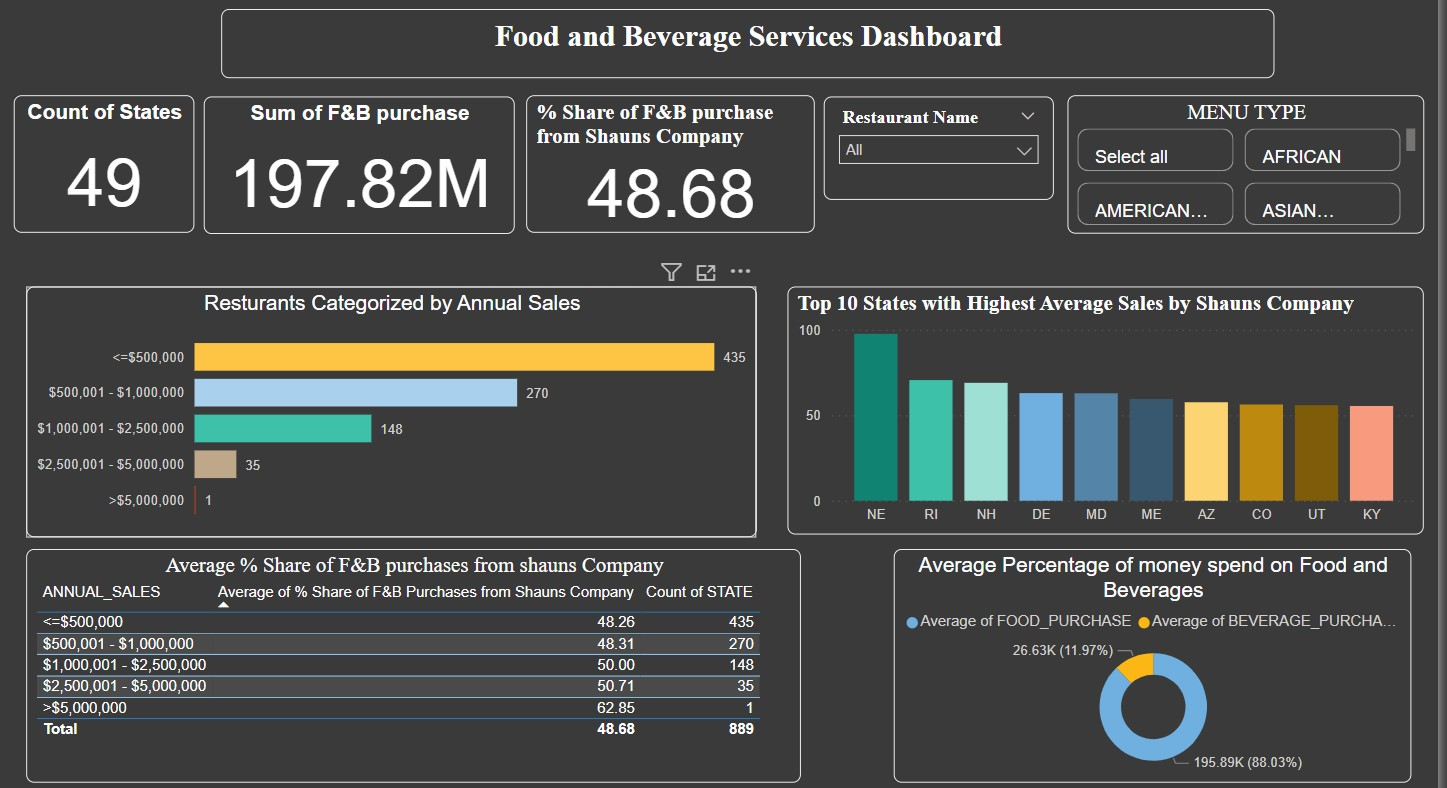 Food and Beverage Services Dashboard
Count of States
49
Sum of F&B purchase
197.82M
% Share of F&B purchase
from Shauns Company
48.68
Restaurant Name
All
MENU TYPE
Select all
AFRICAN
AMERICAN...
ASIAN...
Resturants Categorized by Annual Sales
<=$500,000 435
$500,001 - $1,000,000 270
$1,000,001 - $2,500,000 148
$2,500,001 - $5,000,000 35
>$5,000,000 1
Top 10 States with Highest Average Sales by Shauns Company
100
50
0
NE RI NH DE MD ME AZ CO UT KY
Average % Share of F&B purchases from shauns Company
ANNUAL_SALES Average of % Share of F&B Purchases from Shauns Company Count of STATE
<=$500,000 48.26 435
$500,001 - $1,000,000 48.31 270
$1,000,001 - $2,500,000 50.00 148
$2,500,001 - $5,000,000 50.71 35
>$5,000,000 62.85 1
Total 48.68 889
Average Percentage of money spend on Food and
Beverages
Average of FOOD_PURCHASE Average of BEVERAGE_PURCHA...
26.63K (11.97%)
195.89K (88.03%)